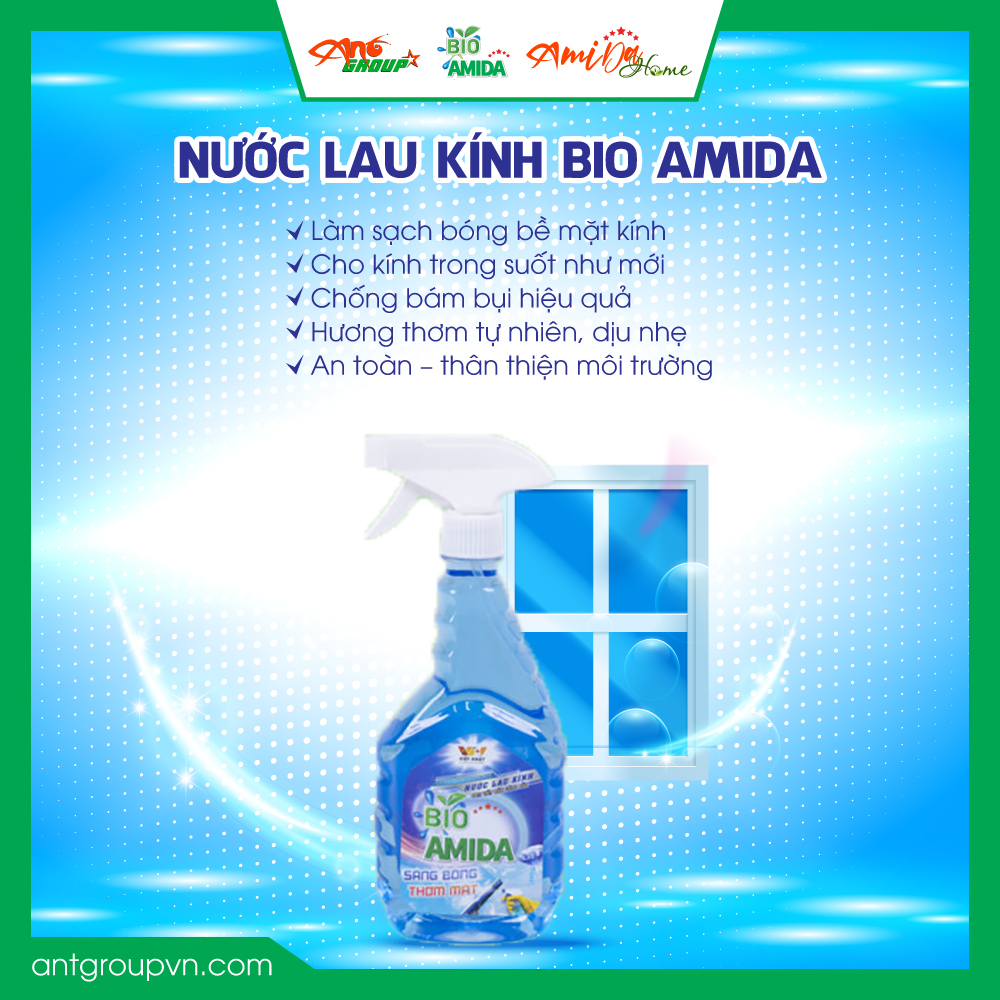 Ant GROUP
BIO AMIDA
AmiDa Home
NƯỚC LAU KÍNH BIO AMIDA
Làm sạch bóng bề mặt kính
Cho kính trong suốt như mới
Chống bám bụi hiệu quả
Hương thơm tự nhiên, dịu nhẹ
An toàn – thân thiện môi trường
VIỆT NHẬT
NƯỚC LAU KÍNH
BIO
AMIDA
SÁNG BÓNG
THƠM MÁT
antgroupvn.com